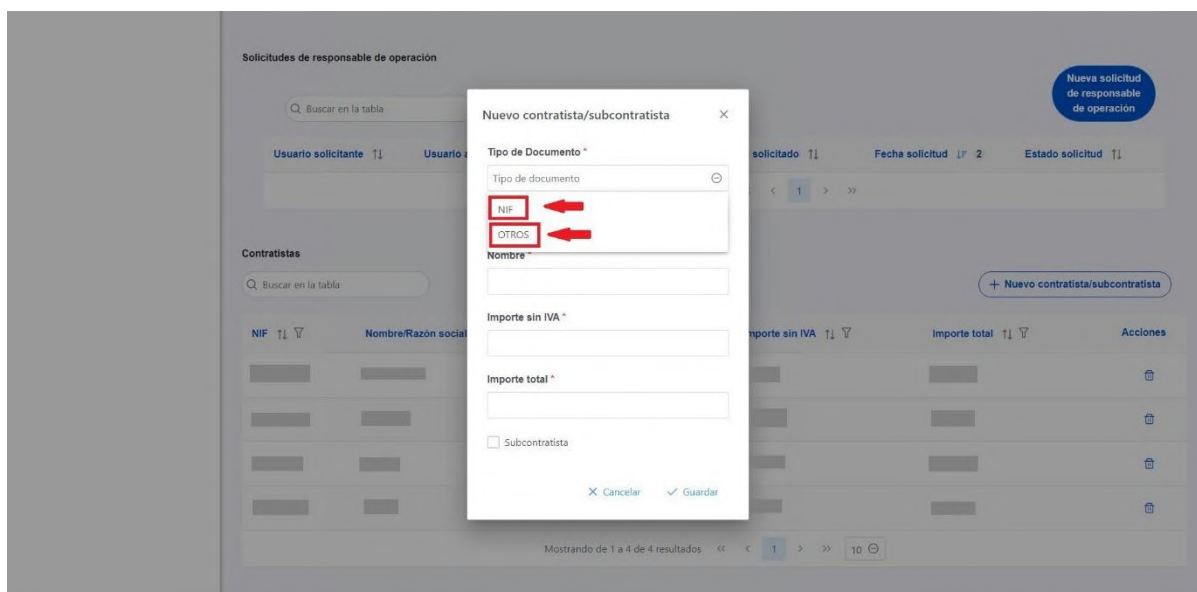 Solicitudes de responsable de operación
Nueva solicitud
de responsable
de operación
Buscar en la tabla
Usuario solicitante
Usuario
solicitado
Fecha solicitud
2
Estado solicitud
1
Nuevo contratista/subcontratista
Tipo de Documento *
Tipo de documento
NIF
OTROS
Nombre *
Importe sin IVA *
Importe total *
Subcontratista
Cancelar
Guardar
Contratistas
Buscar en la tabla
+ Nuevo contratista/subcontratista
NIF
Nombre/Razón social
mporte sin IVA
Importe total
Acciones
Mostrando de 1 a 4 de 4 resultados
1
10